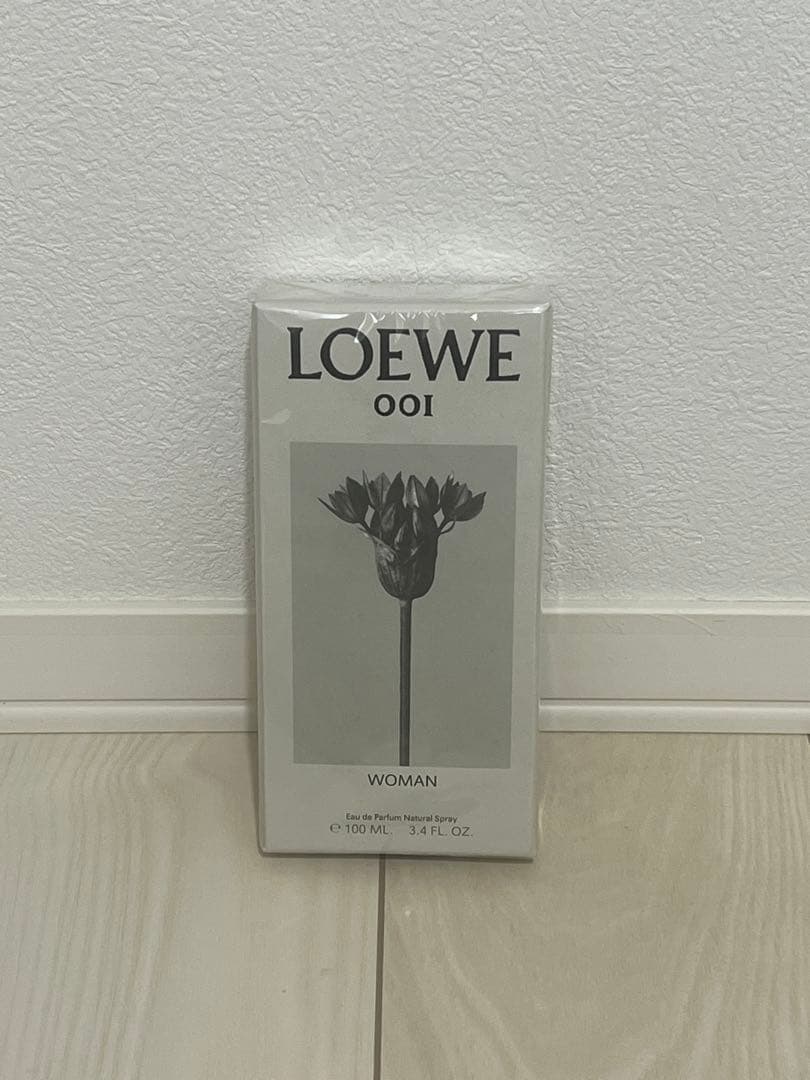 LOEWE
001
WOMAN
Eau de Parfum Natural Spray
℮ 100 ML. 3.4 FL. OZ.